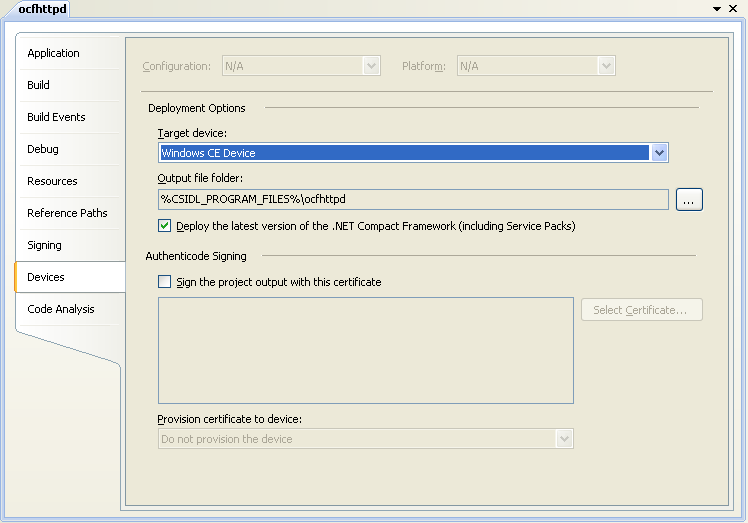 ocfhttpd
Application
Build
Build Events
Debug
Resources
Reference Paths
Signing
Devices
Code Analysis
Configuration: N/A Platform: N/A
Deployment Options
Target device:
Windows CE Device
Output file folder:
%CSIDL_PROGRAM_FILES%\ocfhttpd ...
Deploy the latest version of the .NET Compact Framework (including Service Packs)
Authenticode Signing
Sign the project output with this certificate
Select Certificate...
Provision certificate to device:
Do not provision the device